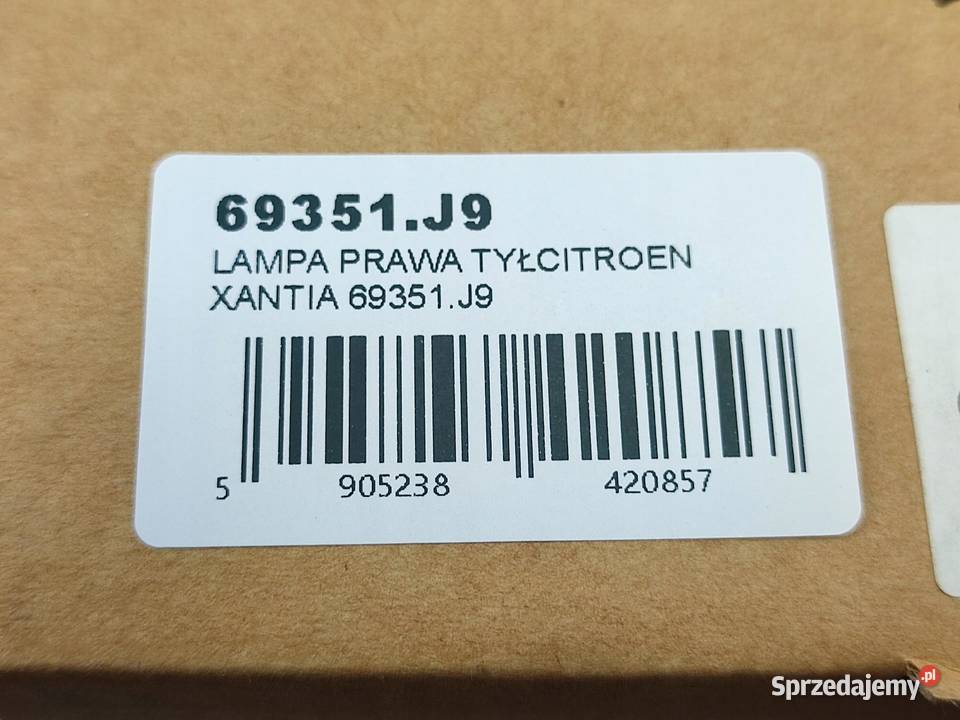 69351.J9
LAMPA PRAWA TYŁCITROEN
XANTIA 69351.J9
5 905238 420857
Sprzedajemy.pl